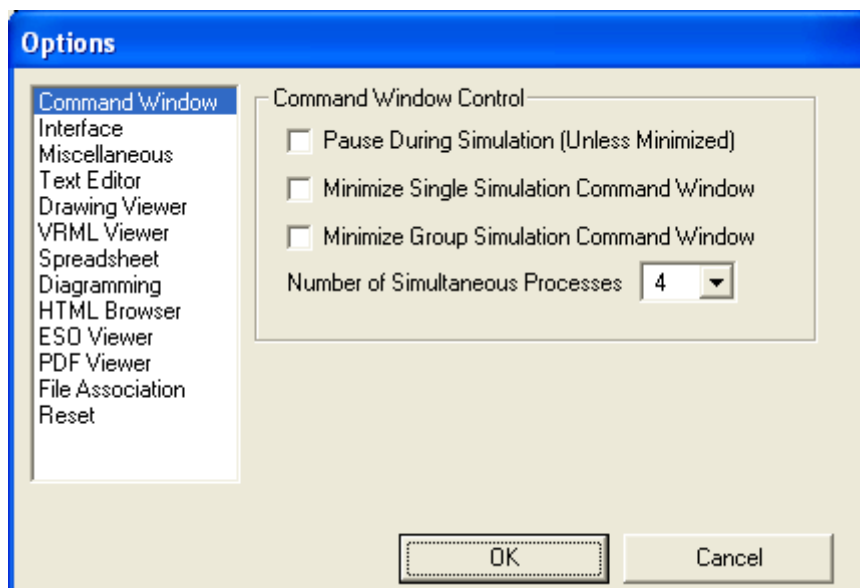 Options
Command Window
Interface
Miscellaneous
Text Editor
Drawing Viewer
VRML Viewer
Spreadsheet
Diagramming
HTML Browser
ESO Viewer
PDF Viewer
File Association
Reset
Command Window Control
Pause During Simulation (Unless Minimized)
Minimize Single Simulation Command Window
Minimize Group Simulation Command Window
Number of Simultaneous Processes 4
OK Cancel